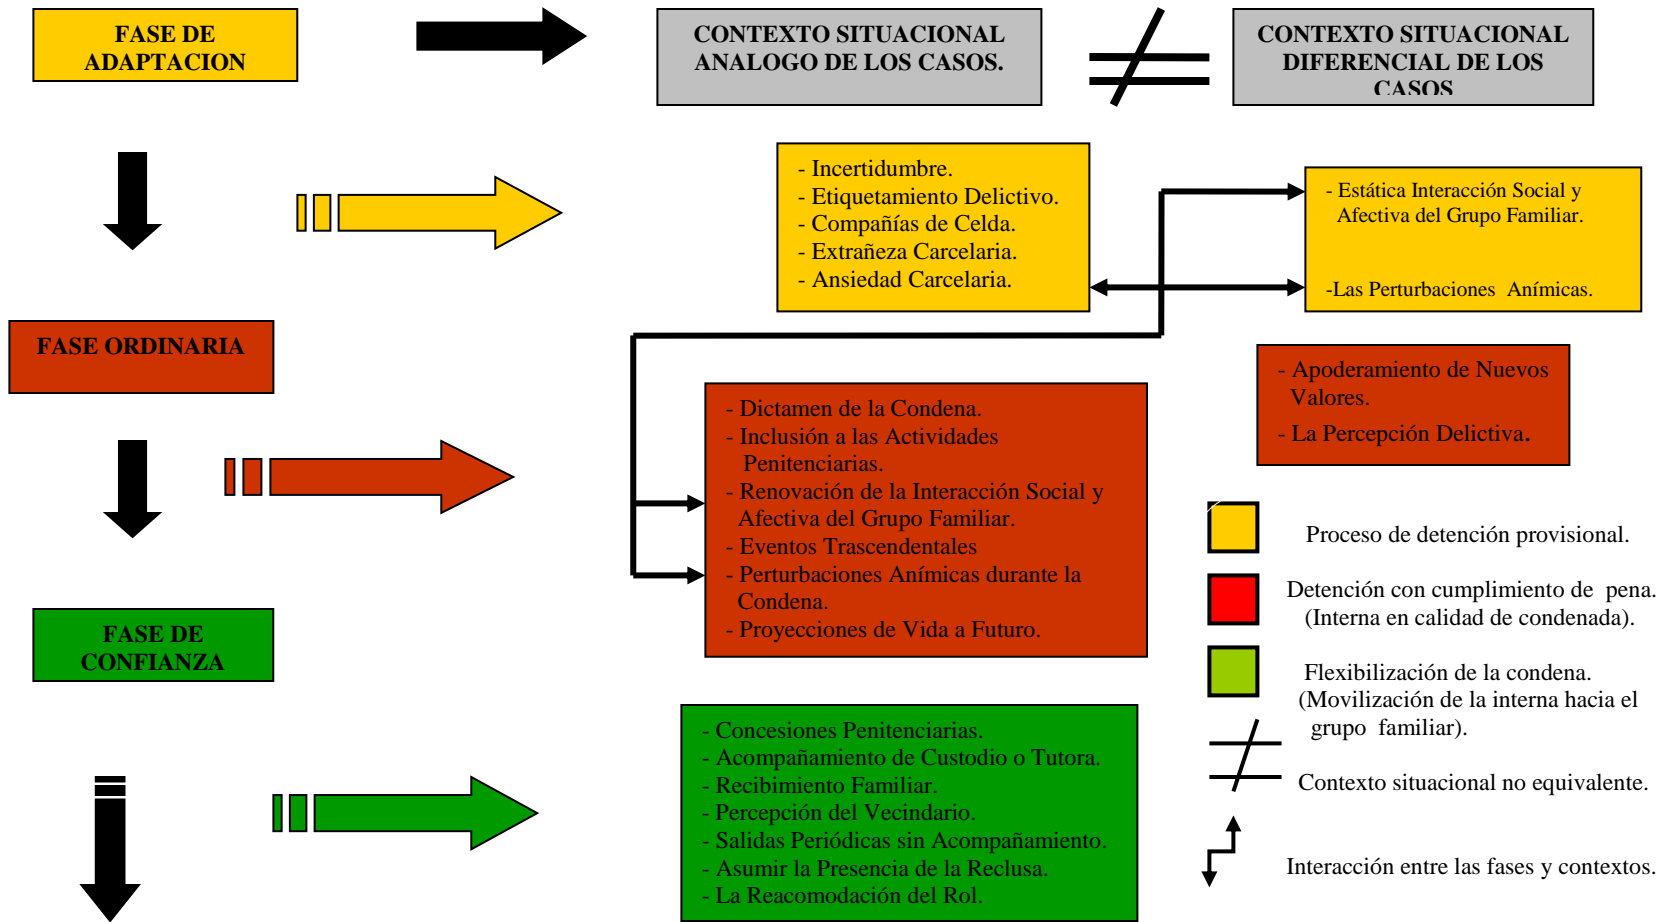 FASE DE
ADAPTACION
CONTEXTO SITUACIONAL
ANALOGO DE LOS CASOS.
CONTEXTO SITUACIONAL
DIFERENCIAL DE LOS
CASOS
- Incertidumbre.
- Etiquetamiento Delictivo.
- Compañías de Celda.
- Extrañeza Carcelaria.
- Ansiedad Carcelaria.
- Estática Interacción Social y
Afectiva del Grupo Familiar.
-Las Perturbaciones Anímicas.
FASE ORDINARIA
- Dictamen de la Condena.
- Inclusión a las Actividades
Penitenciarias.
- Renovación de la Interacción Social y
Afectiva del Grupo Familiar.
- Eventos Trascendentales
- Perturbaciones Anímicas durante la
Condena.
- Proyecciones de Vida a Futuro.
- Apoderamiento de Nuevos
Valores.
- La Percepción Delictiva.
FASE DE
CONFIANZA
- Concesiones Penitenciarias.
- Acompañamiento de Custodio o Tutora.
- Recibimiento Familiar.
- Percepción del Vecindario.
- Salidas Periódicas sin Acompañamiento.
- Asumir la Presencia de la Reclusa.
- La Reacomodación del Rol.
Proceso de detención provisional.
Detención con cumplimiento de pena.
(Interna en calidad de condenada).
Flexibilización de la condena.
(Movilización de la interna hacia el
grupo familiar).
Contexto situacional no equivalente.
Interacción entre las fases y contextos.